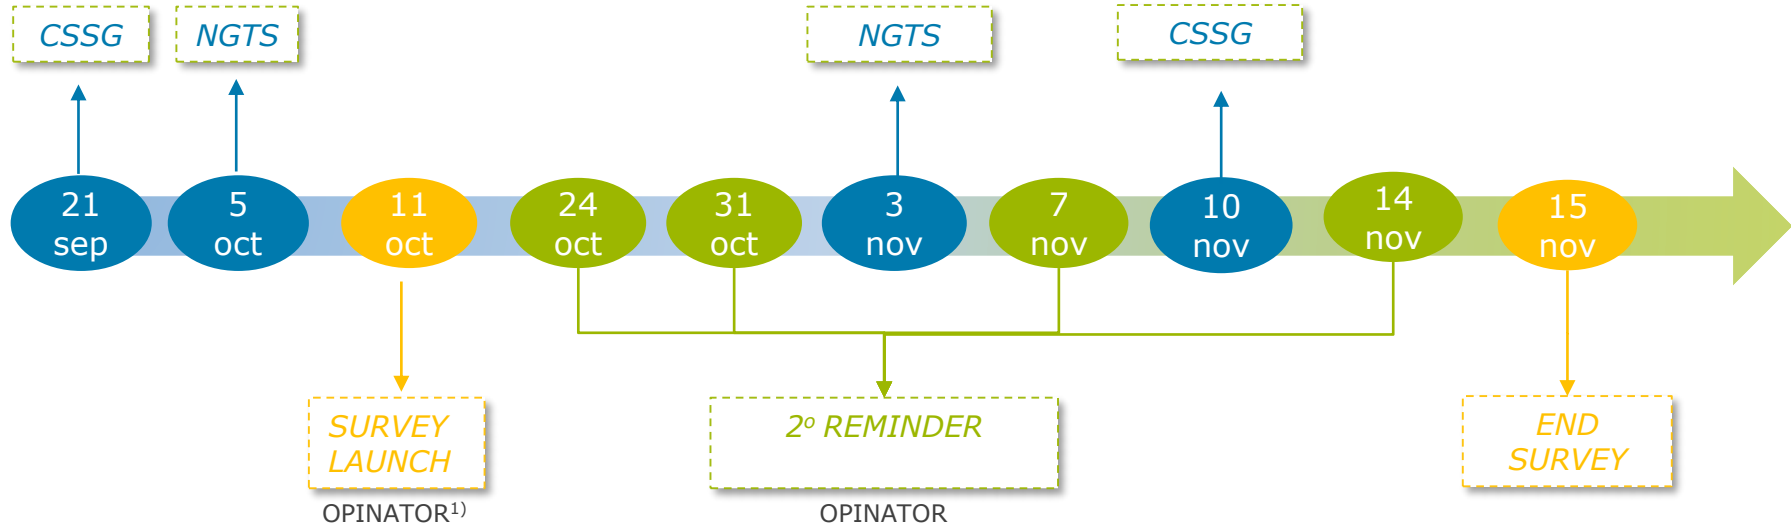 CSSG
NGTS
NGTS
CSSG
21
sep
5
oct
11
oct
24
oct
31
oct
3
nov
7
nov
10
nov
14
nov
15
nov
SURVEY
LAUNCH
2º REMINDER
END
SURVEY
OPINATOR¹⁾
OPINATOR